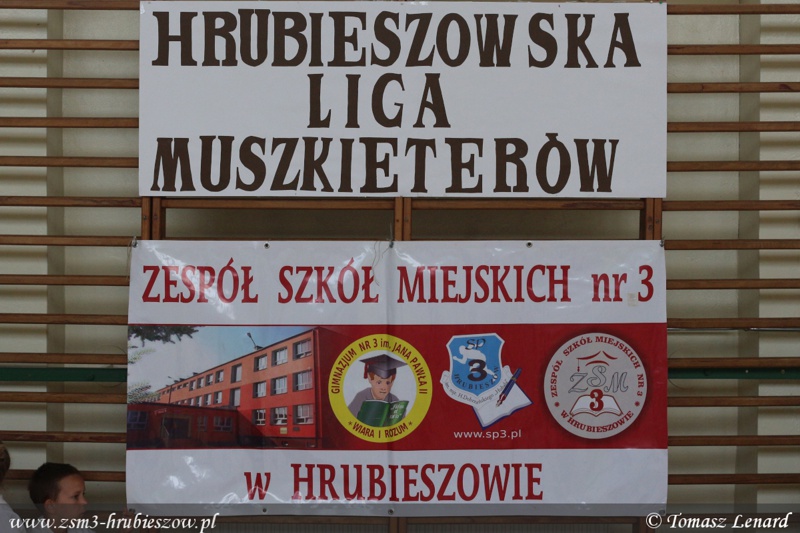 HRUBIESZOWSKA
LIGA
MUSZKIETERÓW
ZESPÓŁ SZKÓŁ MIEJSKICH nr 3
GIMNAZJUM NR 3 im. JANA PAWŁA II
WIARA I ROZUM
SP
3
HRUBIESZÓW
www.sp3.pl
ZESPÓŁ SZKÓŁ MIEJSKICH NR 3
ZSM
3
W HRUBIESZOWIE
w HRUBIESZOWIE
www.zsm3-hrubieszow.pl
© Tomasz Lenard